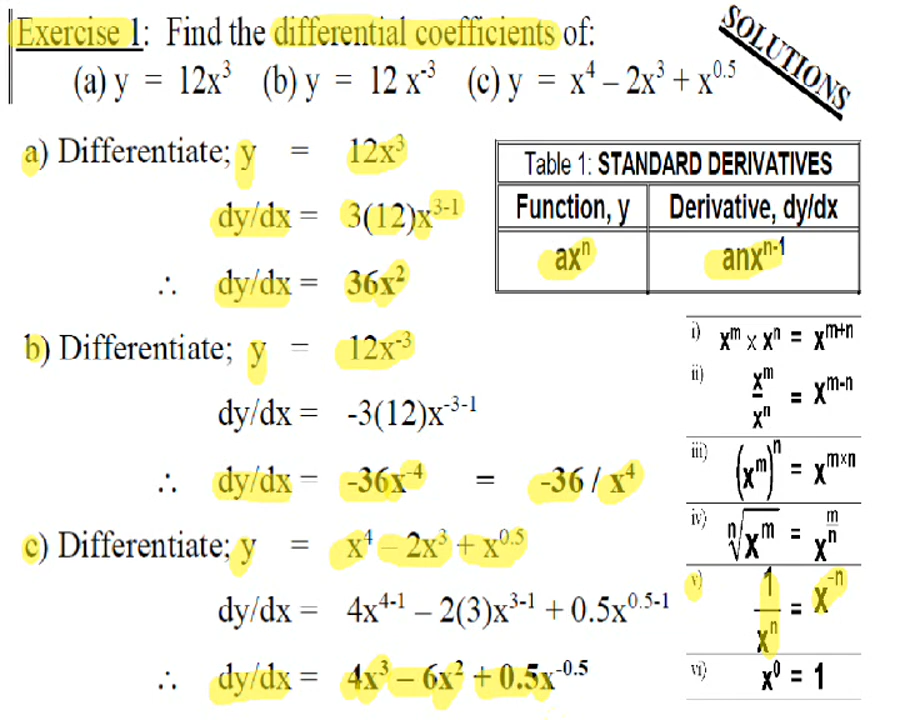 Exercise 1: Find the differential coefficients of:
(a) y = 12x³ (b) y = 12 x⁻³ (c) y = x⁴ – 2x³ + x⁰·⁵
SOLUTIONS
a) Differentiate; y = 12x³
dy/dx = 3(12)x³⁻¹
∴ dy/dx = 36x²
b) Differentiate; y = 12x⁻³
dy/dx = -3(12)x⁻³⁻¹
∴ dy/dx = -36x⁻⁴ = -36 / x⁴
c) Differentiate; y = x⁴ – 2x³ + x⁰·⁵
dy/dx = 4x⁴⁻¹ – 2(3)x³⁻¹ + 0.5x⁰·⁵⁻¹
∴ dy/dx = 4x³ – 6x² + 0.5x⁻⁰·⁵
Table 1: STANDARD DERIVATIVES
Function, y Derivative, dy/dx
axⁿ anxⁿ⁻¹
i) xᵐ × xⁿ = xᵐ⁺ⁿ
ii) xᵐ/xⁿ = xᵐ⁻ⁿ
iii) (xᵐ)ⁿ = xᵐˣⁿ
iv) ⁿ√xᵐ = x^(m/n)
v) 1/xⁿ = x⁻ⁿ
vi) x⁰ = 1